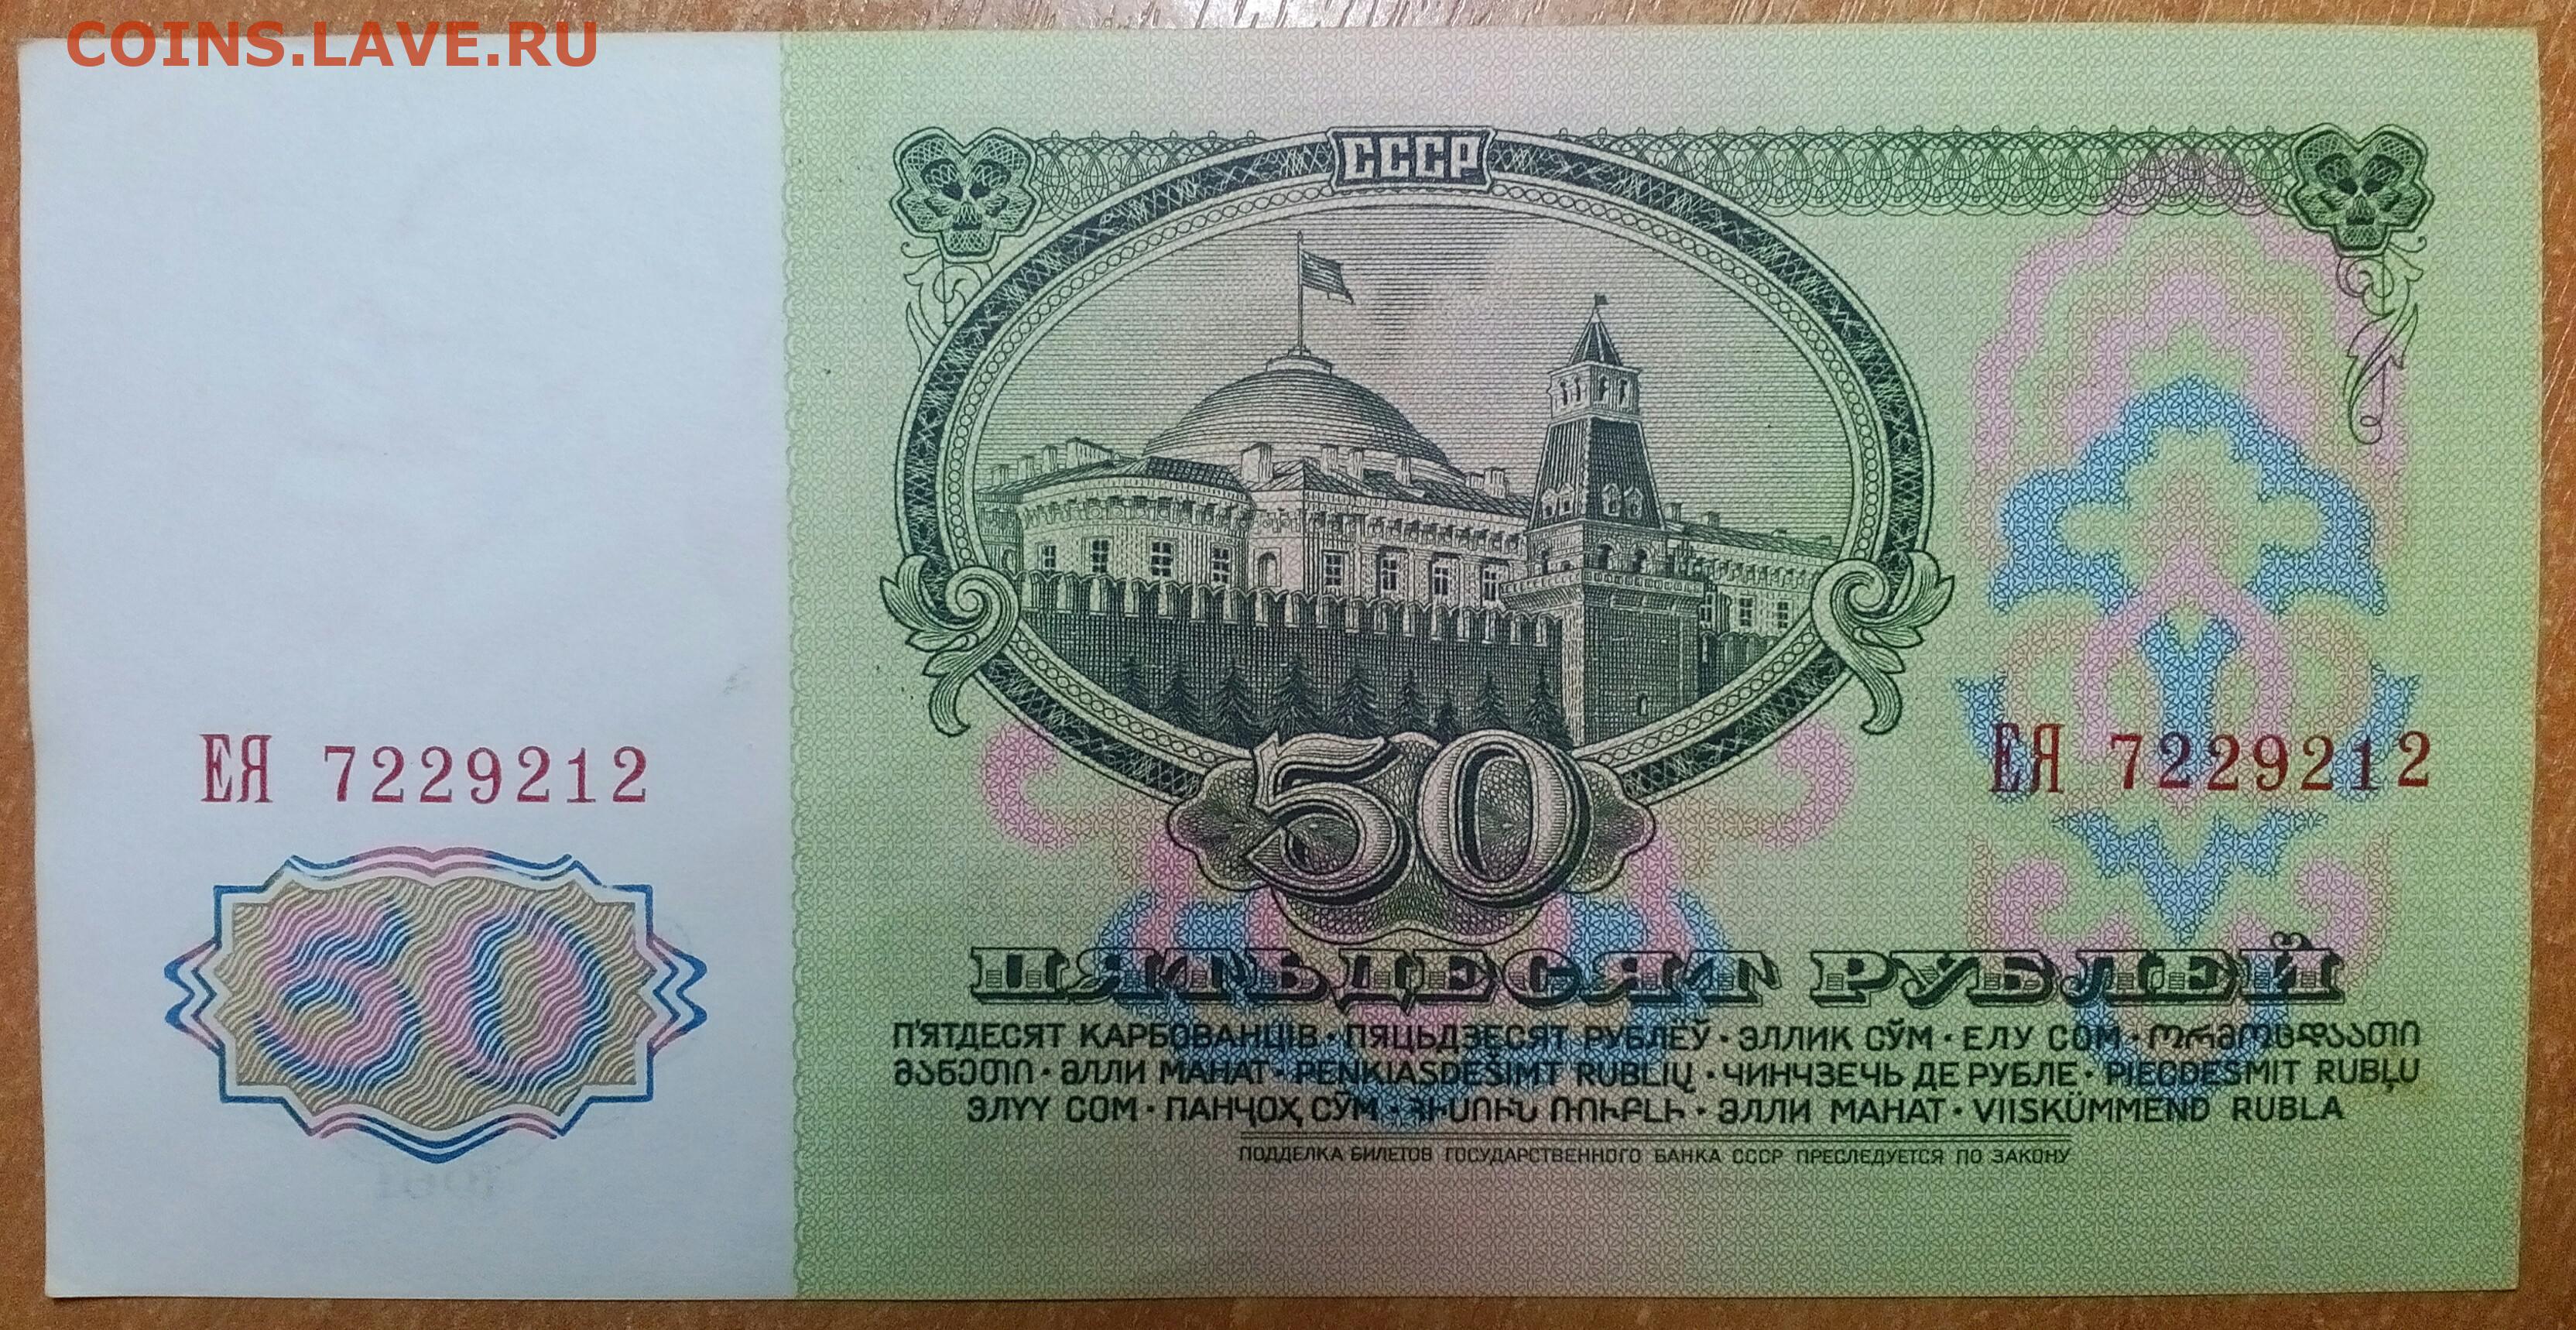 COINS.LAVE.RU
СССР
ЕЯ 7229212
ЕЯ 7229212
50
50
ПЯТЬДЕСЯТ РУБЛЕЙ
П'ЯТДЕСЯТ КАРБОВАНЦІВ · ПЯЦЬДЗЕСЯТ РУБЛЁЎ · ЭЛЛИК СЎМ · ЕЛУ СОМ · ორმოცდაათი
მანეთი · ӘЛЛИ МАНАТ · PENKIASDEŠIMT RUBLIŲ · ЧИНЧЗЕЧЬ ДЕ РУБЛЕ · PIECDESMIT RUBĻU
ЭЛҮҮ СОМ · ПАНҶОҲ СӮМ · ՀԻՍՈՒՆ ՌՈՒԲԼԻ · ЭЛЛИ МАНАТ · VIISKÜMMEND RUBLA
ПОДДЕЛКА БИЛЕТОВ ГОСУДАРСТВЕННОГО БАНКА СССР ПРЕСЛЕДУЕТСЯ ПО ЗАКОНУ